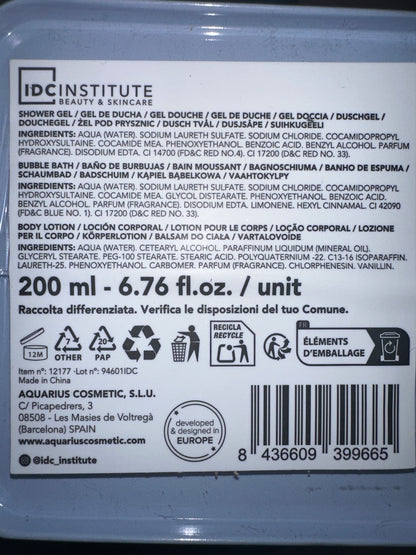 IDC INSTITUTE
BEAUTY & SKINCARE
SHOWER GEL / GEL DE DUCHA / GEL DOUCHE / GEL DE DUCHE / GEL DOCCIA / DUSCHGEL /
DOUCHEGEL / ŻEL POD PRYSZNIC / DUSCH TVÅL / DUSJSÅPE / SUIHKUGEELI
INGREDIENTS: AQUA (WATER). SODIUM LAURETH SULFATE. SODIUM CHLORIDE. COCAMIDOPROPYL
HYDROXYSULTAINE. COCAMIDE MEA. PHENOXYETHANOL. BENZOIC ACID. BENZYL ALCOHOL. PARFUM
(FRAGRANCE). DISODIUM EDTA. CI 14700 (FD&C RED NO.4). CI 17200 (D&C RED NO. 33).
BUBBLE BATH / BAÑO DE BURBUJAS / BAIN MOUSSANT / BAGNOSCHIUMA / BANHO DE ESPUMA /
SCHAUMBAD / BADSCHUIM / KĄPIEL BĄBELKOWA / VAAHTOKYLPY
INGREDIENTS: AQUA (WATER). SODIUM LAURETH SULFATE. SODIUM CHLORIDE. COCAMIDOPROPYL
HYDROXYSULTAINE. COCAMIDE MEA. GLYCOL DISTEARATE. PHENOXYETHANOL. BENZOIC ACID.
BENZYL ALCOHOL. PARFUM (FRAGRANCE). DISODIUM EDTA. LIMONENE. HEXYL CINNAMAL. CI 42090
(FD&C BLUE NO. 1). CI 17200 (D&C RED NO. 33).
BODY LOTION / LOCIÓN CORPORAL / LOTION POUR LE CORPS / LOÇÃO CORPORAL / LOZIONE
PER IL CORPO / KÖRPERLOTION / BALSAM DO CIAŁA / VARTALOVOIDE
INGREDIENTS: AQUA (WATER). CETEARYL ALCOHOL. PARAFFINUM LIQUIDUM (MINERAL OIL).
GLYCERYL STEARATE. PEG-100 STEARATE. STEARIC ACID. POLYQUATERNIUM -22. C13-16 ISOPARAFFIN.
LAURETH-25. PHENOXYETHANOL. CARBOMER. PARFUM (FRAGRANCE). CHLORPHENESIN. VANILLIN.
200 ml - 6.76 fl.oz. / unit
Raccolta differenziata. Verifica le disposizioni del tuo Comune.
12M
7
OTHER
20
PAP
RECICLA
RECYCLE
FR
ÉLÉMENTS
D'EMBALLAGE
Item n°: 12177 · Lot n°: 94601IDC
Made in China
AQUARIUS COSMETIC, S.L.U.
C/ Picapedrers, 3
08508 - Les Masies de Voltregà
(Barcelona) SPAIN
www.aquariuscosmetic.com
@idc_institute
developed
& designed in
EUROPE
8 436609 399665